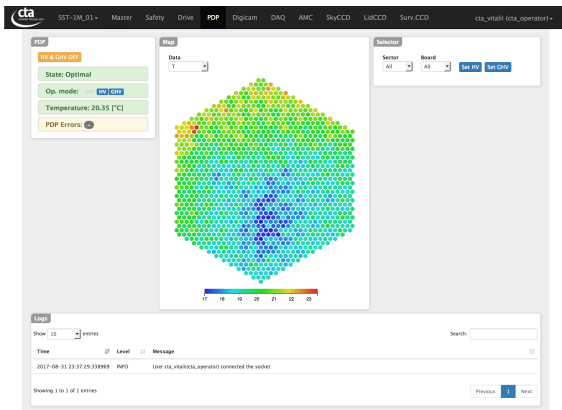 cta
SST-1M_01 Master Safety Drive PDP Digicam DAQ AMC SkyCCD LidCCD Surv.CCD cta_vitalii (cta_operator)
PDP
HV & GHV OFF
State: Optimal
Op. mode: OFF HV GHV
Temperature: 20.35 [°C]
PDP Errors: -
Map
Data
T
17 18 19 20 21 22 23
Selector
Sector Board
All All Set HV Set GHV
Logs
Show 10 entries Search:
Time Level Message
2017-08-31 23:37:29.338969 INFO User cta_vitalii(cta_operator) connected the socket
Showing 1 to 1 of 1 entries Previous 1 Next